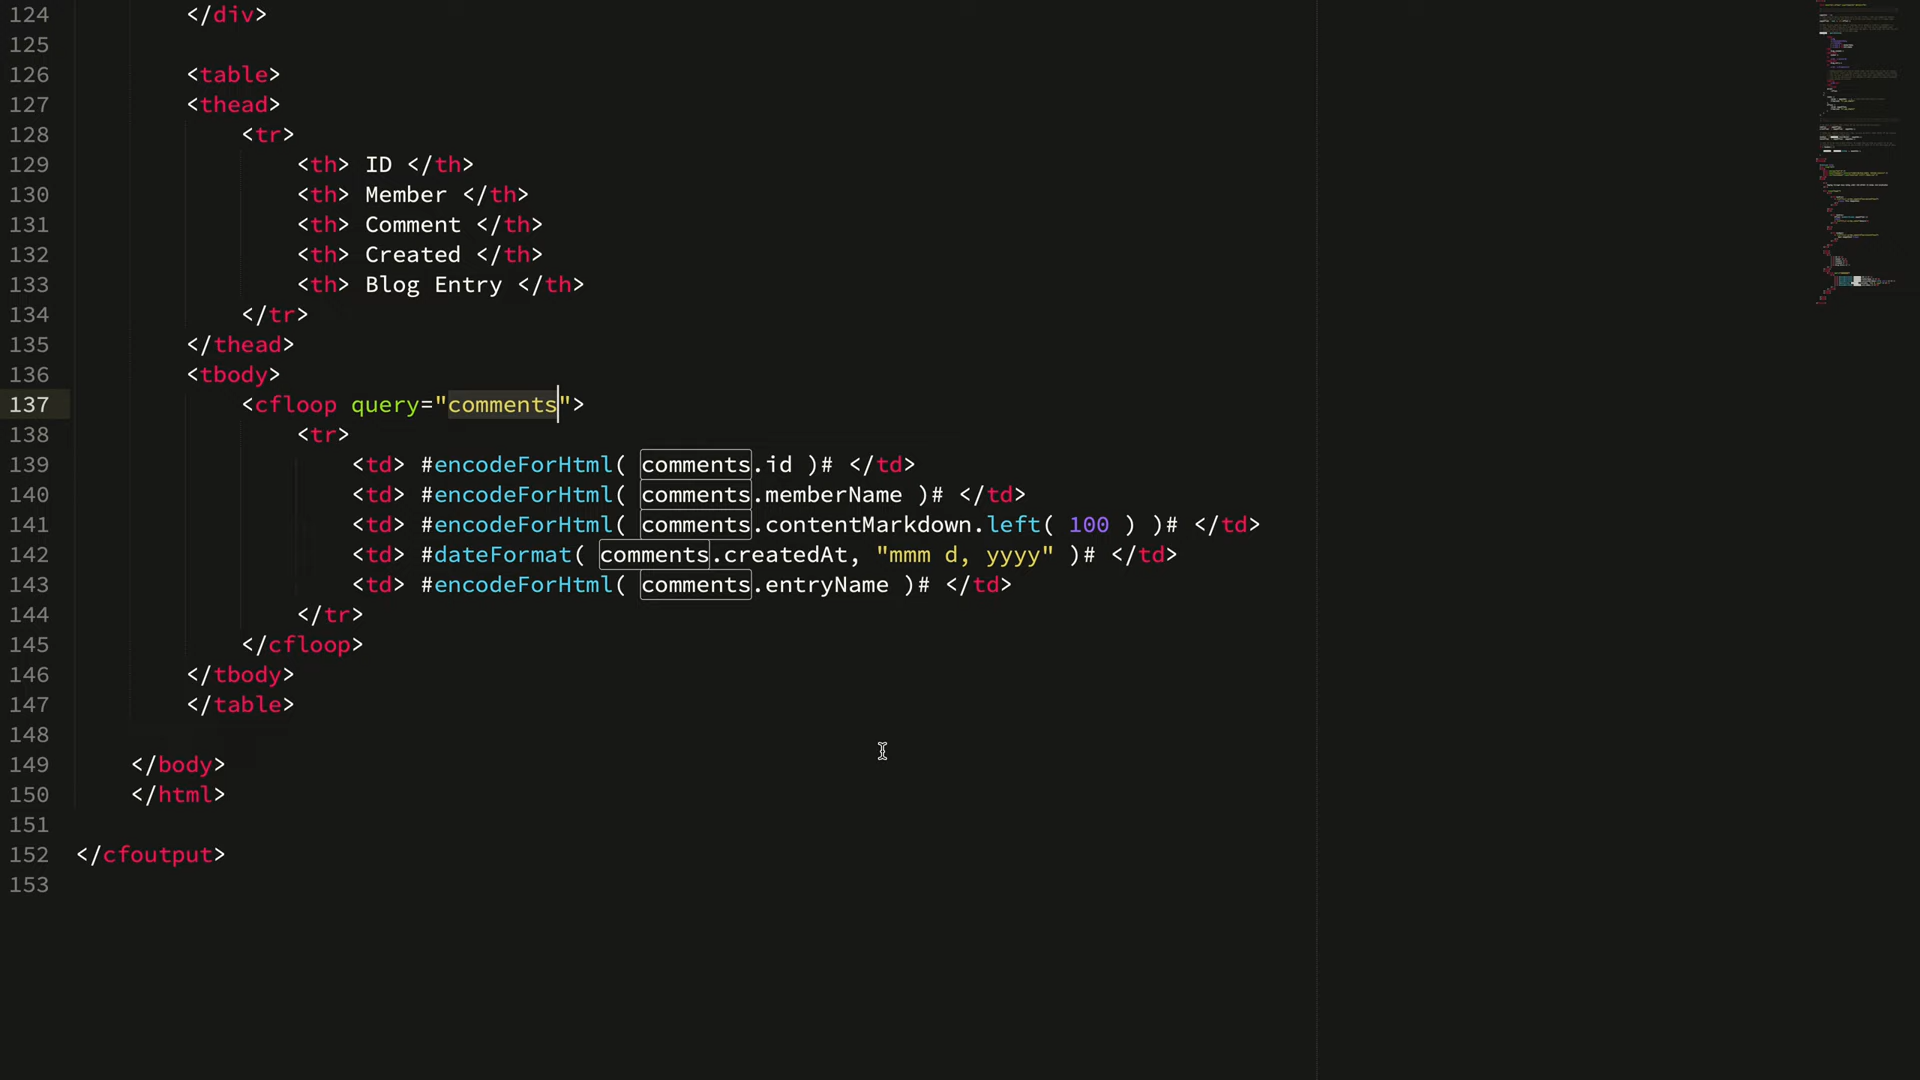 124 </div>
125
126 <table>
127 <thead>
128 <tr>
129 <th> ID </th>
130 <th> Member </th>
131 <th> Comment </th>
132 <th> Created </th>
133 <th> Blog Entry </th>
134 </tr>
135 </thead>
136 <tbody>
137 <cfloop query="comments">
138 <tr>
139 <td> #encodeForHtml( comments.id )# </td>
140 <td> #encodeForHtml( comments.memberName )# </td>
141 <td> #encodeForHtml( comments.contentMarkdown.left( 100 ) )# </td>
142 <td> #dateFormat( comments.createdAt, "mmm d, yyyy" )# </td>
143 <td> #encodeForHtml( comments.entryName )# </td>
144 </tr>
145 </cfloop>
146 </tbody>
147 </table>
148
149 </body>
150 </html>
151
152 </cfoutput>
153